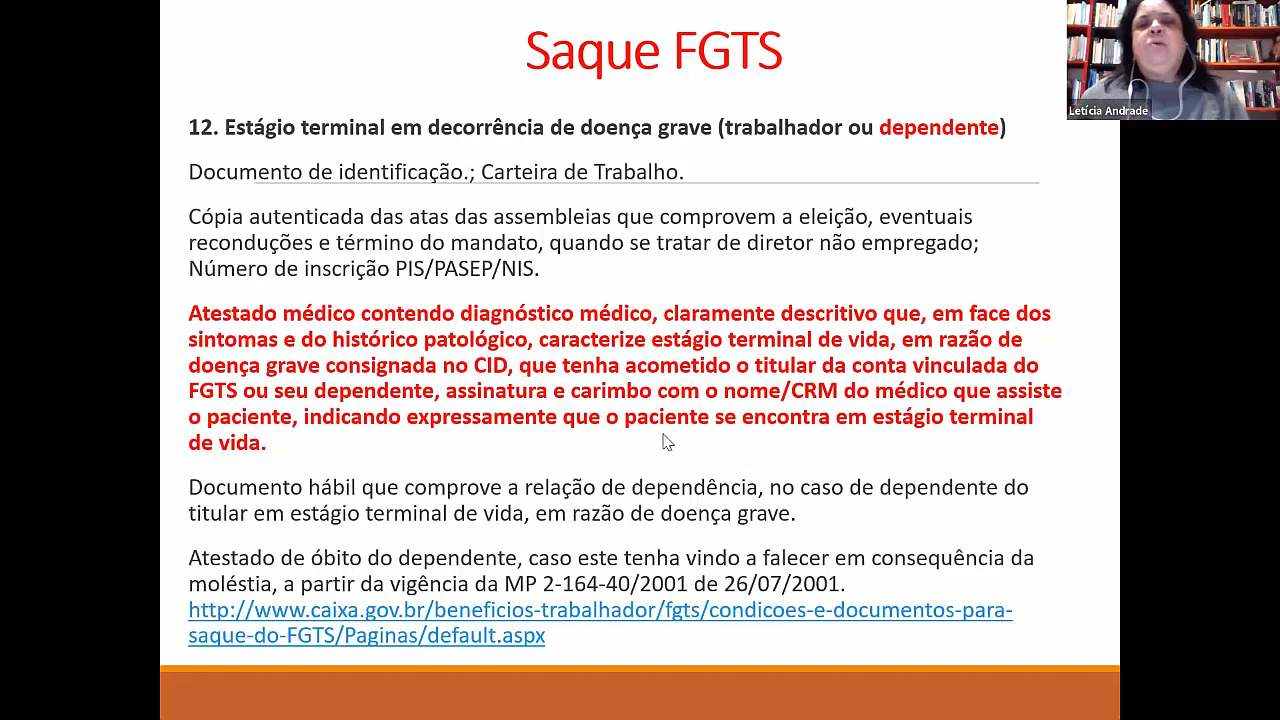 Saque FGTS
Letícia Andrade
12. Estágio terminal em decorrência de doença grave (trabalhador ou dependente)
Documento de identificação.; Carteira de Trabalho.
Cópia autenticada das atas das assembleias que comprovem a eleição, eventuais
reconduções e término do mandato, quando se tratar de diretor não empregado;
Número de inscrição PIS/PASEP/NIS.
Atestado médico contendo diagnóstico médico, claramente descritivo que, em face dos
sintomas e do histórico patológico, caracterize estágio terminal de vida, em razão de
doença grave consignada no CID, que tenha acometido o titular da conta vinculada do
FGTS ou seu dependente, assinatura e carimbo com o nome/CRM do médico que assiste
o paciente, indicando expressamente que o paciente se encontra em estágio terminal
de vida.
Documento hábil que comprove a relação de dependência, no caso de dependente do
titular em estágio terminal de vida, em razão de doença grave.
Atestado de óbito do dependente, caso este tenha vindo a falecer em consequência da
moléstia, a partir da vigência da MP 2-164-40/2001 de 26/07/2001.
http://www.caixa.gov.br/beneficios-trabalhador/fgts/condicoes-e-documentos-para-
saque-do-FGTS/Paginas/default.aspx